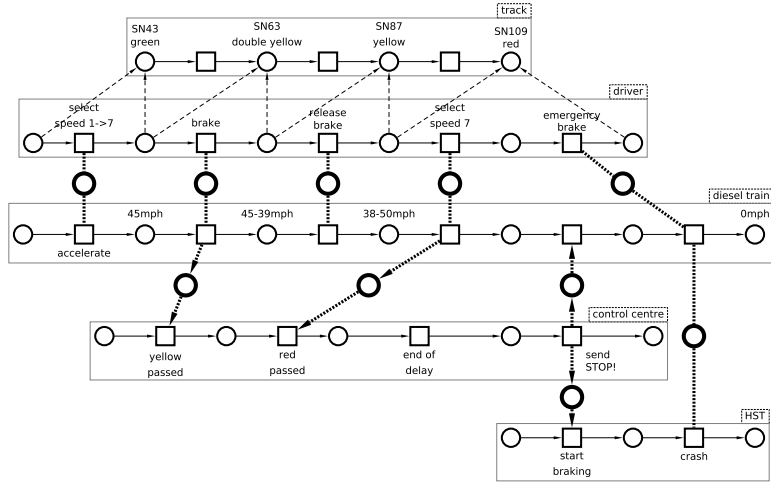 track
SN43
green
SN63
double yellow
SN87
yellow
SN109
red
driver
select
speed 1->7
brake
release
brake
select
speed 7
emergency
brake
diesel train
45mph
45-39mph
38-50mph
0mph
accelerate
control centre
yellow
passed
red
passed
end of
delay
send
STOP!
HST
start
braking
crash